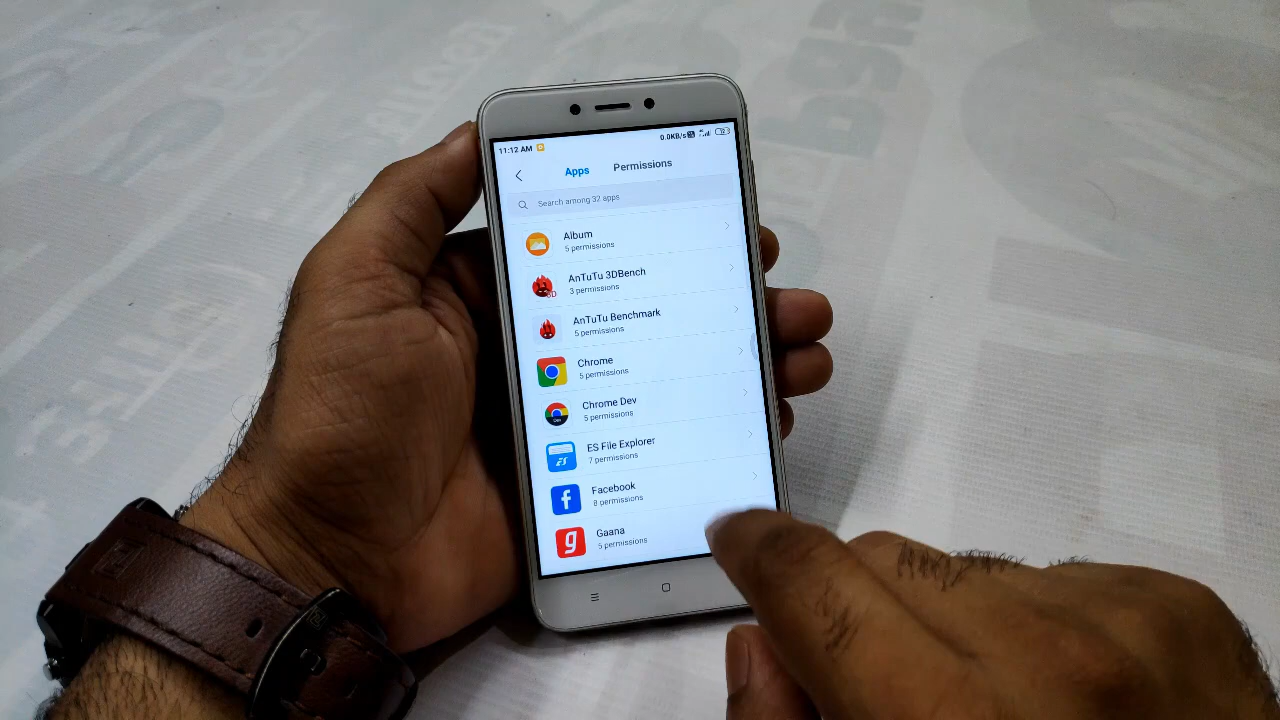 11:12 AM
0.0KB/s
Apps Permissions
Search among 32 apps
Album
5 permissions
AnTuTu 3DBench
3 permissions
AnTuTu Benchmark
5 permissions
Chrome
5 permissions
Chrome Dev
5 permissions
ES File Explorer
7 permissions
Facebook
8 permissions
Gaana
5 permissions